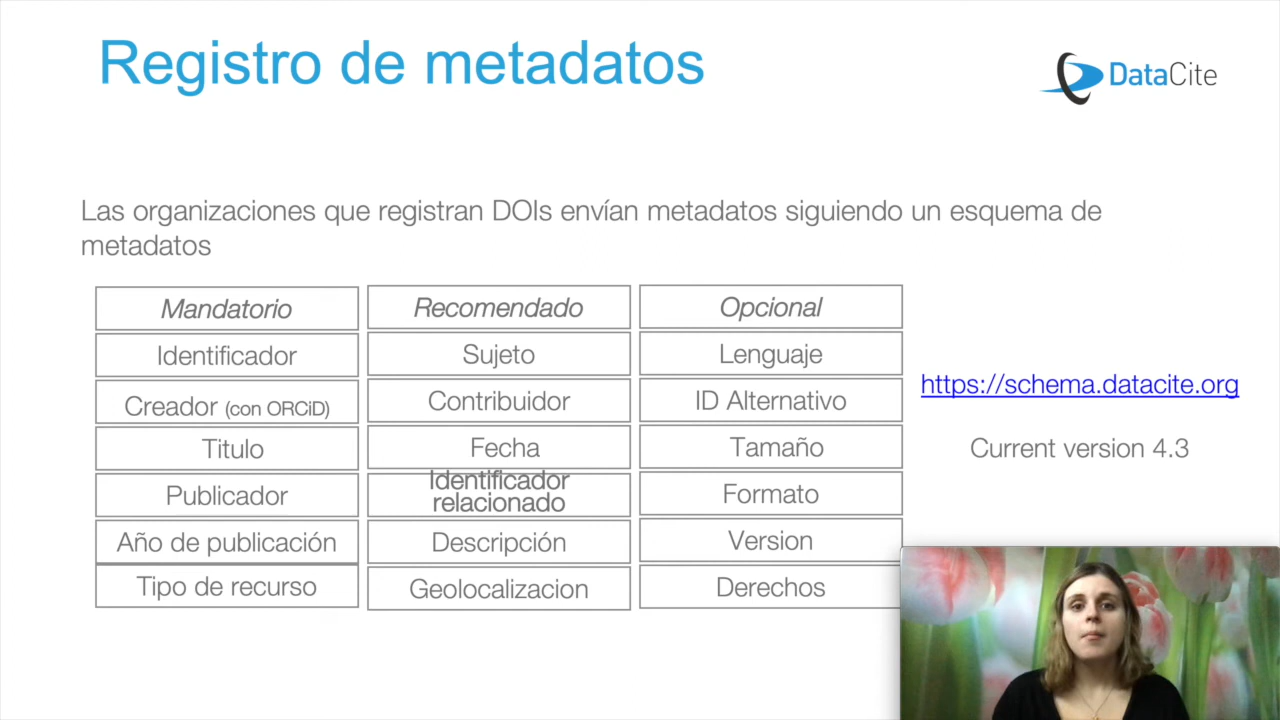 Registro de metadatos
DataCite
Las organizaciones que registran DOIs envían metadatos siguiendo un esquema de
metadatos
Mandatorio
Identificador
Creador (con ORCiD)
Titulo
Publicador
Año de publicación
Tipo de recurso
Recomendado
Sujeto
Contribuidor
Fecha
Identificador
relacionado
Descripción
Geolocalizacion
Opcional
Lenguaje
ID Alternativo
Tamaño
Formato
Version
Derechos
https://schema.datacite.org
Current version 4.3